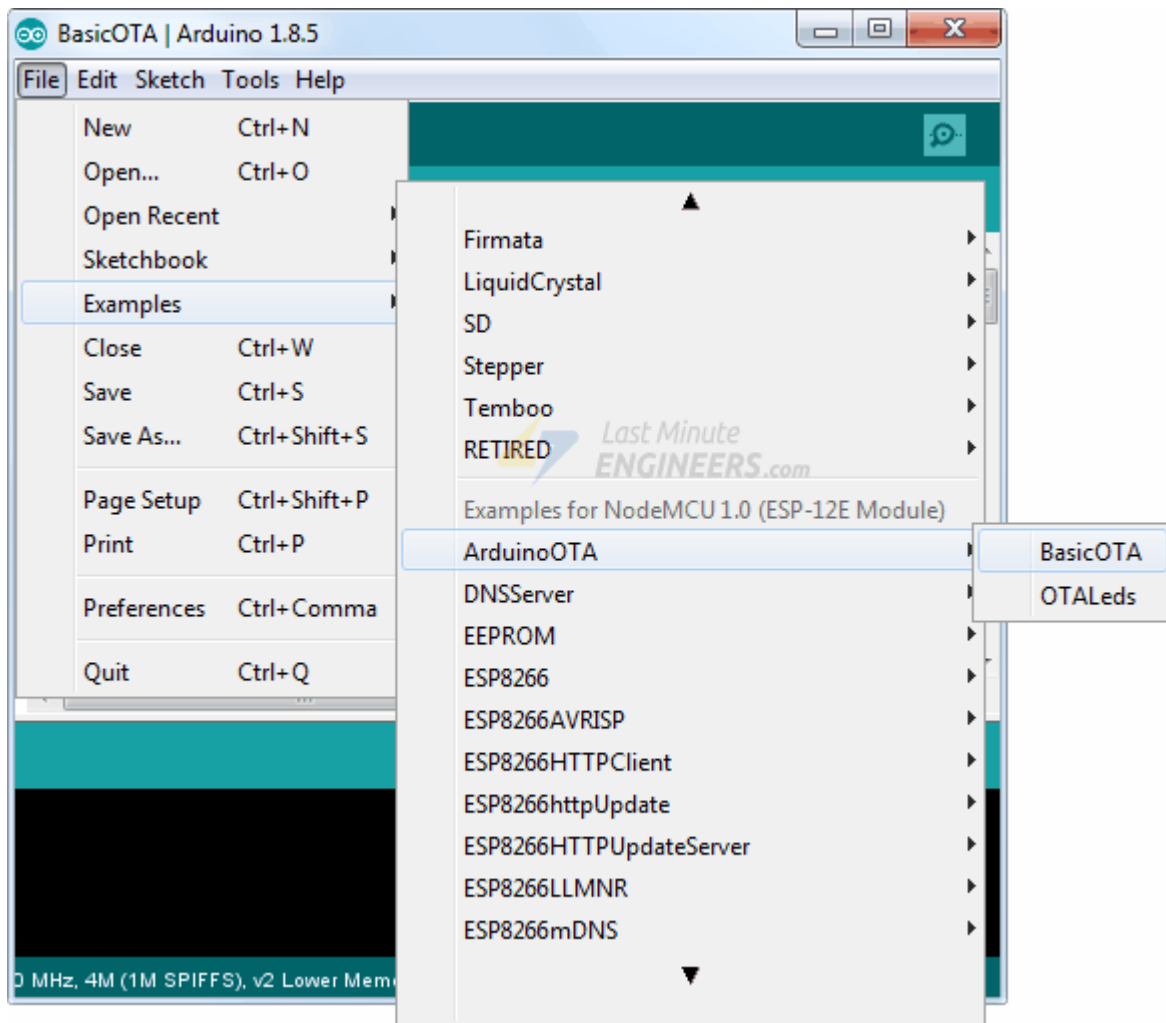 BasicOTA | Arduino 1.8.5
File Edit Sketch Tools Help
New Ctrl+N
Open... Ctrl+O
Open Recent
Sketchbook
Examples
Close Ctrl+W
Save Ctrl+S
Save As... Ctrl+Shift+S
Page Setup Ctrl+Shift+P
Print Ctrl+P
Preferences Ctrl+Comma
Quit Ctrl+Q
Firmata
LiquidCrystal
SD
Stepper
Temboo
RETIRED
Last Minute
ENGINEERS.com
Examples for NodeMCU 1.0 (ESP-12E Module)
ArduinoOTA
DNSServer
EEPROM
ESP8266
ESP8266AVRISP
ESP8266HTTPClient
ESP8266httpUpdate
ESP8266HTTPUpdateServer
ESP8266LLMNR
ESP8266mDNS
BasicOTA
OTALeds
0 MHz, 4M (1M SPIFFS), v2 Lower Mem